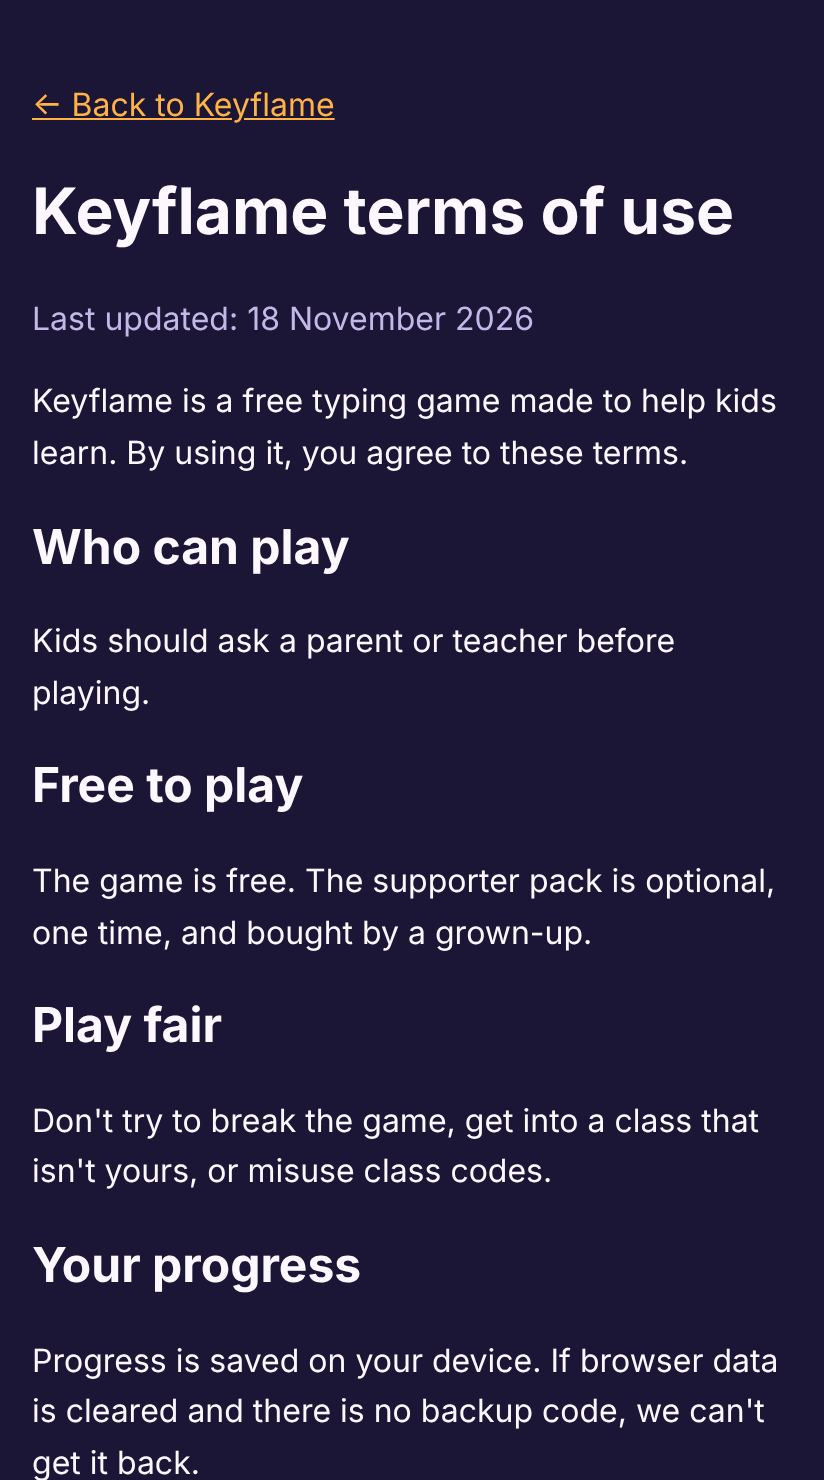 ← Back to Keyflame
Keyflame terms of use
Last updated: 18 November 2026
Keyflame is a free typing game made to help kids
learn. By using it, you agree to these terms.
Who can play
Kids should ask a parent or teacher before
playing.
Free to play
The game is free. The supporter pack is optional,
one time, and bought by a grown-up.
Play fair
Don't try to break the game, get into a class that
isn't yours, or misuse class codes.
Your progress
Progress is saved on your device. If browser data
is cleared and there is no backup code, we can't
get it back.